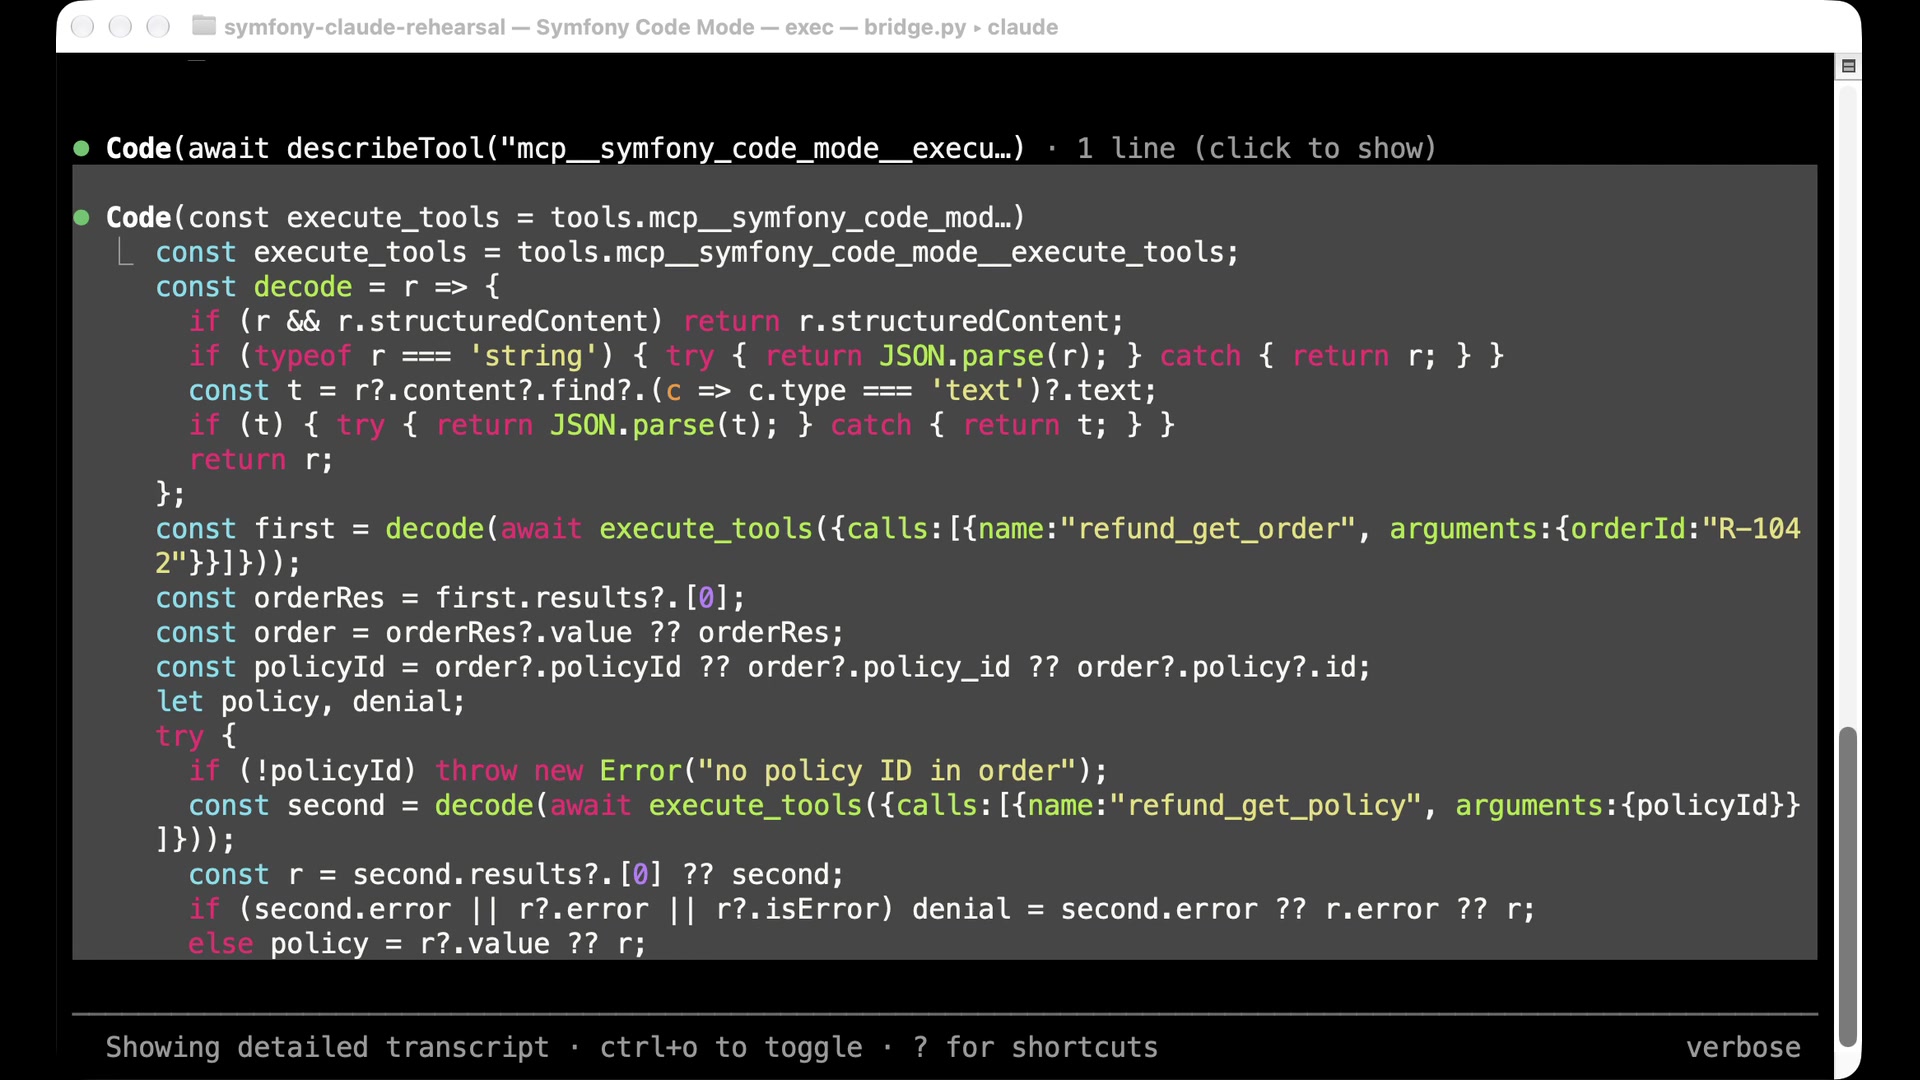 symfony-claude-rehearsal — Symfony Code Mode — exec — bridge.py ▸ claude
● Code(await describeTool("mcp__symfony_code_mode__execu…) · 1 line (click to show)
● Code(const execute_tools = tools.mcp__symfony_code_mod…)
const execute_tools = tools.mcp__symfony_code_mode__execute_tools;
const decode = r => {
if (r && r.structuredContent) return r.structuredContent;
if (typeof r === 'string') { try { return JSON.parse(r); } catch { return r; } }
const t = r?.content?.find?.(c => c.type === 'text')?.text;
if (t) { try { return JSON.parse(t); } catch { return t; } }
return r;
};
const first = decode(await execute_tools({calls:[{name:"refund_get_order", arguments:{orderId:"R-104
2"}}]}));
const orderRes = first.results?.[0];
const order = orderRes?.value ?? orderRes;
const policyId = order?.policyId ?? order?.policy_id ?? order?.policy?.id;
let policy, denial;
try {
if (!policyId) throw new Error("no policy ID in order");
const second = decode(await execute_tools({calls:[{name:"refund_get_policy", arguments:{policyId}}
]}));
const r = second.results?.[0] ?? second;
if (second.error || r?.error || r?.isError) denial = second.error ?? r.error ?? r;
else policy = r?.value ?? r;
Showing detailed transcript · ctrl+o to toggle · ? for shortcuts
verbose